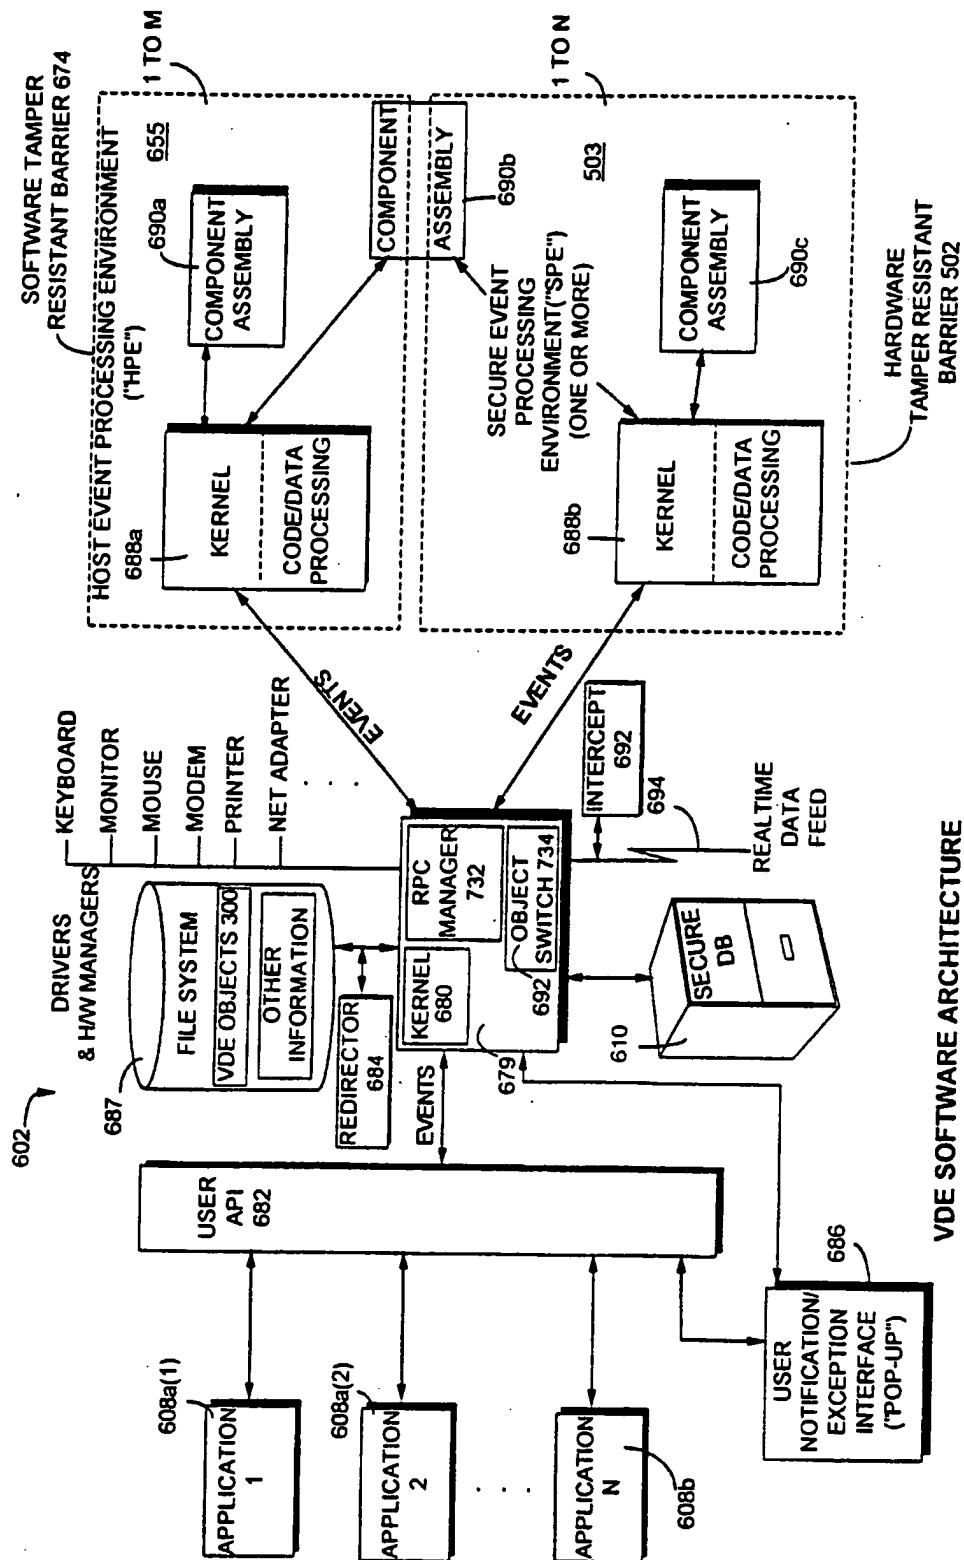 602
APPLICATION
1
608a(1)
APPLICATION
2
608a(2)
APPLICATION
N
608b
USER
API
682
USER
NOTIFICATION/
EXCEPTION
INTERFACE
("POP-UP")
686
EVENTS
DRIVERS
& H/W MANAGERS
KEYBOARD
MONITOR
MOUSE
MODEM
PRINTER
NET ADAPTER
687
FILE SYSTEM
VDE OBJECTS 300
OTHER
INFORMATION
REDIRECTOR
684
KERNEL
680
RPC
MANAGER
732
OBJECT
SWITCH 734
692
679
SECURE
DB
610
INTERCEPT
692
694
REALTIME
DATA
FEED
EVENTS
EVENTS
SOFTWARE TAMPER
RESISTANT BARRIER 674
HOST EVENT PROCESSING ENVIRONMENT
("HPE")
655
1 TO M
688a
KERNEL
CODE/DATA
PROCESSING
690a
COMPONENT
ASSEMBLY
COMPONENT
ASSEMBLY
690b
SECURE EVENT
PROCESSING
ENVIRONMENT("SPE")
(ONE OR MORE)
503
1 TO N
688b
KERNEL
CODE/DATA
PROCESSING
COMPONENT
ASSEMBLY
690c
HARDWARE
TAMPER RESISTANT
BARRIER 502
VDE SOFTWARE ARCHITECTURE